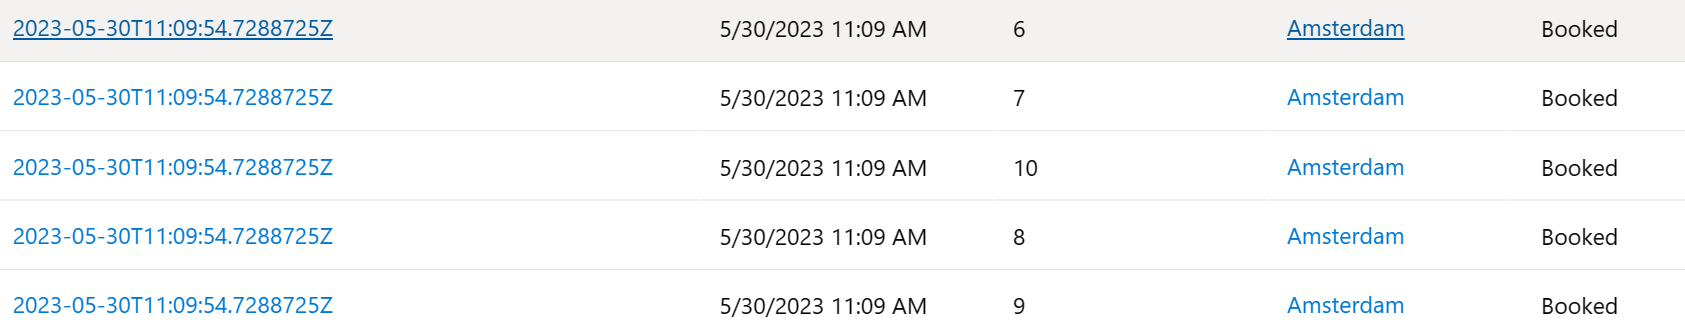 2023-05-30T11:09:54.7288725Z 5/30/2023 11:09 AM 6 Amsterdam Booked
2023-05-30T11:09:54.7288725Z 5/30/2023 11:09 AM 7 Amsterdam Booked
2023-05-30T11:09:54.7288725Z 5/30/2023 11:09 AM 10 Amsterdam Booked
2023-05-30T11:09:54.7288725Z 5/30/2023 11:09 AM 8 Amsterdam Booked
2023-05-30T11:09:54.7288725Z 5/30/2023 11:09 AM 9 Amsterdam Booked